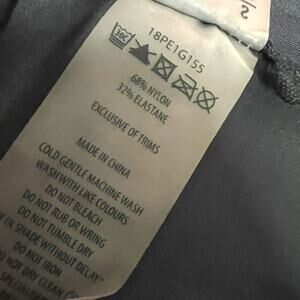 S
18PE1G155
30C
68% NYLON
32% ELASTANE
EXCLUSIVE OF TRIMS
MADE IN CHINA
COLD GENTLE MACHINE WASH
WASH WITH LIKE COLOURS
DO NOT BLEACH
DO NOT RUB OR WRING
DO NOT TUMBLE DRY
IN SHADE WITHOUT DELAY"
DO NOT IRON
DO NOT DRY CLEAN